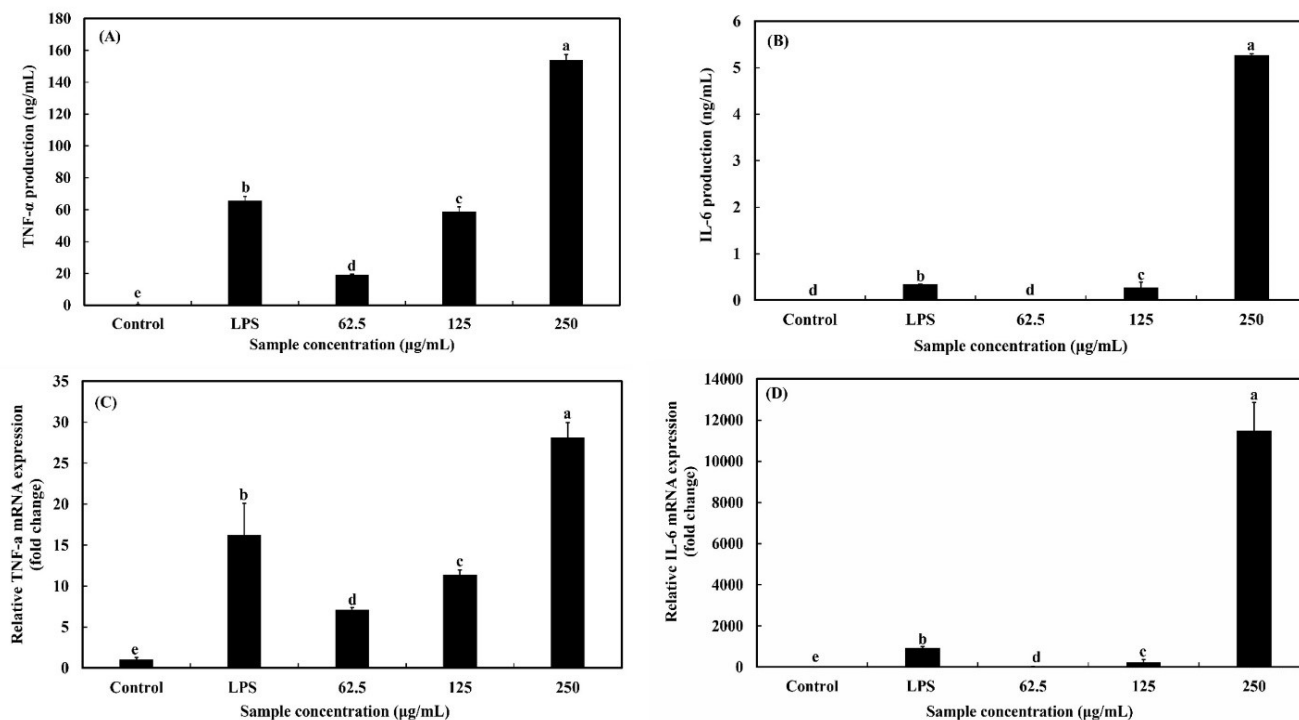 (A)
TNF-α production (ng/mL)
180
160
140
120
100
80
60
40
20
0
e
b
d
c
a
Control LPS 62.5 125 250
Sample concentration (μg/mL)
(B)
IL-6 production (ng/mL)
6
5
4
3
2
1
0
d
b
d
c
a
Control LPS 62.5 125 250
Sample concentration (μg/mL)
(C)
Relative TNF-a mRNA expression
(fold change)
35
30
25
20
15
10
5
0
e
b
d
c
a
Control LPS 62.5 125 250
Sample concentration (μg/mL)
(D)
Relative IL-6 mRNA expression
(fold change)
14000
12000
10000
8000
6000
4000
2000
0
e
b
d
c
a
Control LPS 62.5 125 250
Sample concentration (μg/mL)